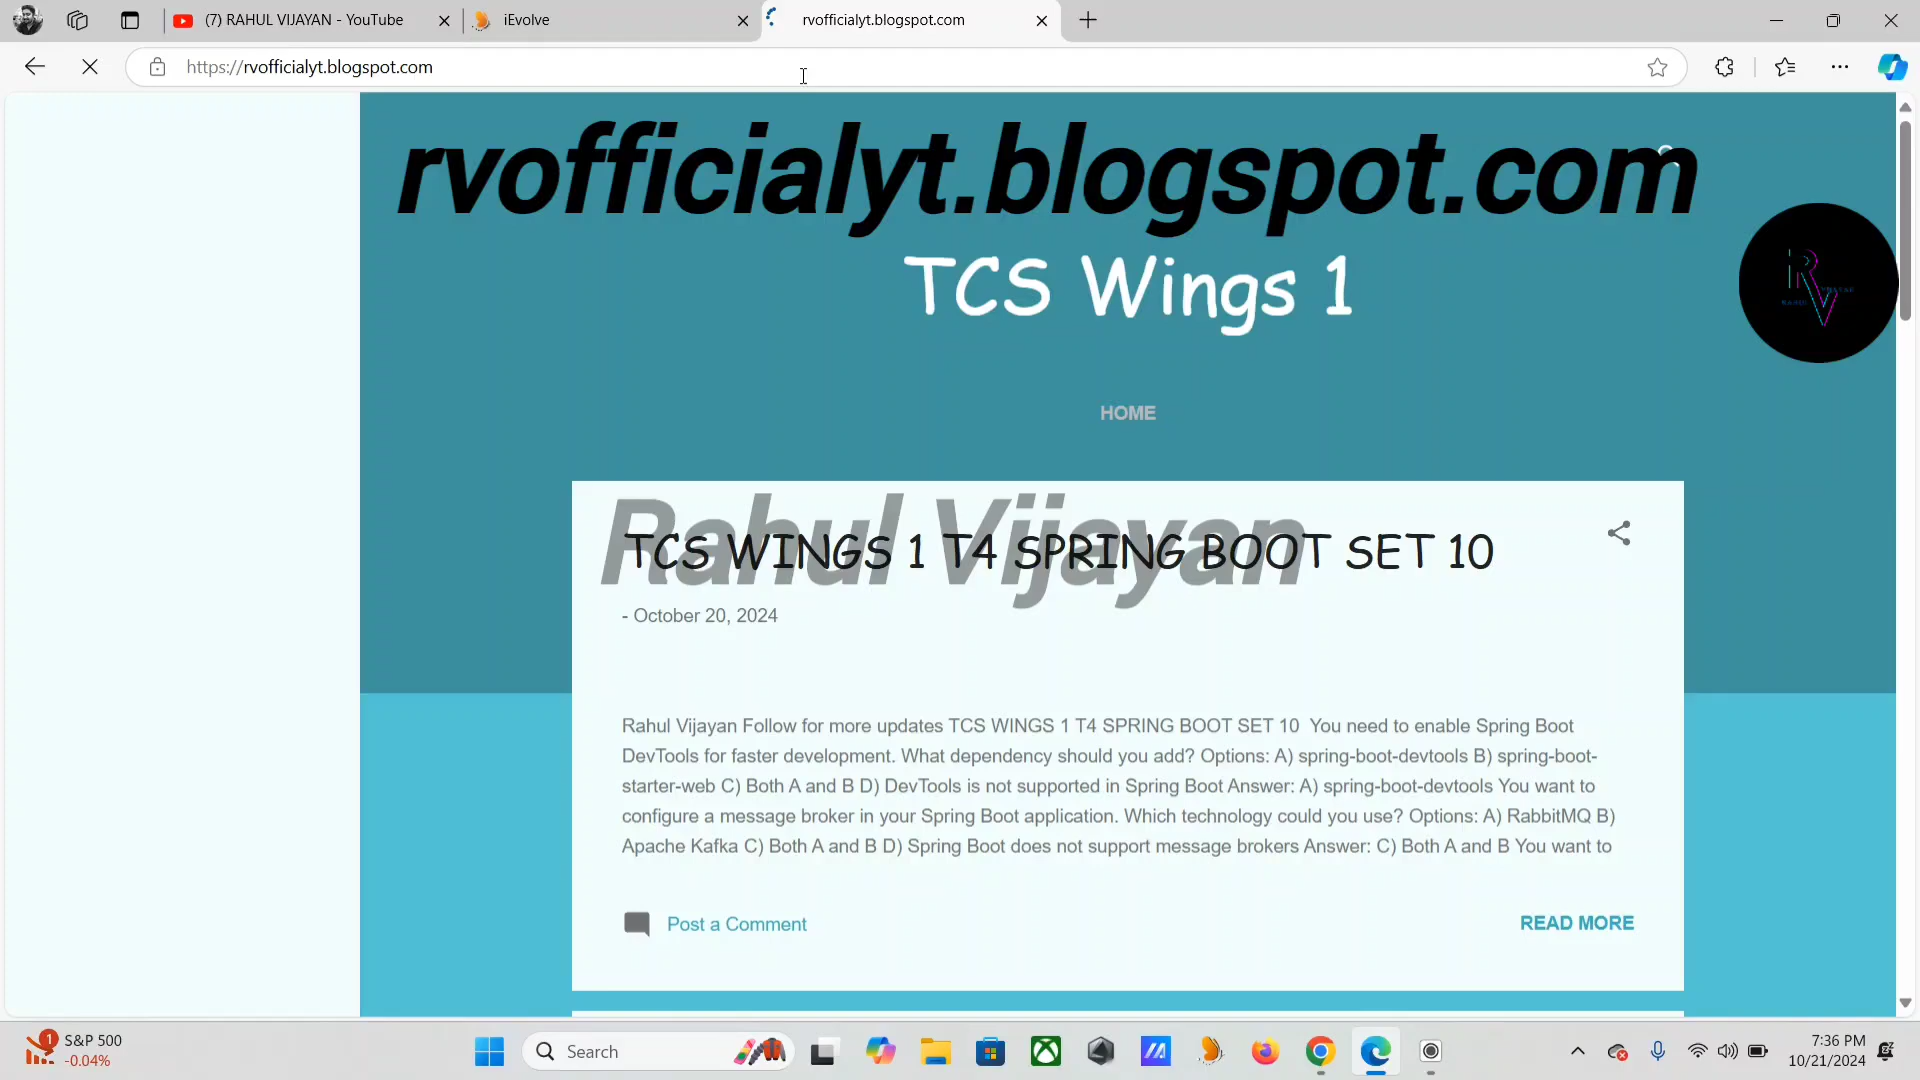 (7) RAHUL VIJAYAN - YouTube
iEvolve
rvofficialyt.blogspot.com
https://rvofficialyt.blogspot.com
rvofficialyt.blogspot.com
TCS Wings 1
HOME
Rahul Vijayan
TCS WINGS 1 T4 SPRING BOOT SET 10
- October 20, 2024
Rahul Vijayan Follow for more updates TCS WINGS 1 T4 SPRING BOOT SET 10 You need to enable Spring Boot
DevTools for faster development. What dependency should you add? Options: A) spring-boot-devtools B) spring-boot-
starter-web C) Both A and B D) DevTools is not supported in Spring Boot Answer: A) spring-boot-devtools You want to
configure a message broker in your Spring Boot application. Which technology could you use? Options: A) RabbitMQ B)
Apache Kafka C) Both A and B D) Spring Boot does not support message brokers Answer: C) Both A and B You want to
Post a Comment
READ MORE
1
S&P 500
-0.04%
Search
7:36 PM
10/21/2024